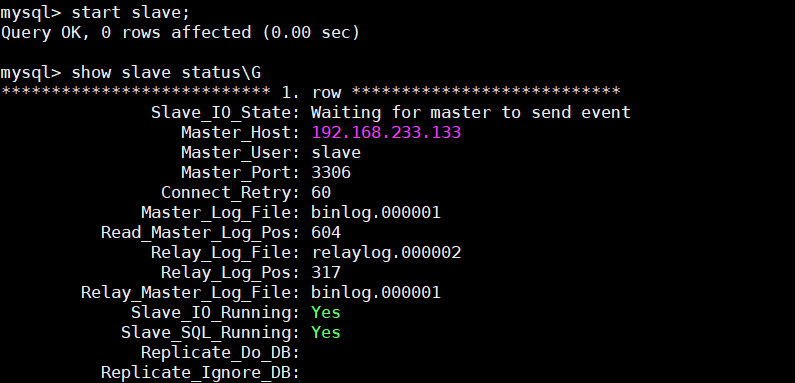 mysql> start slave;
Query OK, 0 rows affected (0.00 sec)
mysql> show slave status\G
*************************** 1. row ***************************
Slave_IO_State: Waiting for master to send event
Master_Host: 192.168.233.133
Master_User: slave
Master_Port: 3306
Connect_Retry: 60
Master_Log_File: binlog.000001
Read_Master_Log_Pos: 604
Relay_Log_File: relaylog.000002
Relay_Log_Pos: 317
Relay_Master_Log_File: binlog.000001
Slave_IO_Running: Yes
Slave_SQL_Running: Yes
Replicate_Do_DB:
Replicate_Ignore_DB: